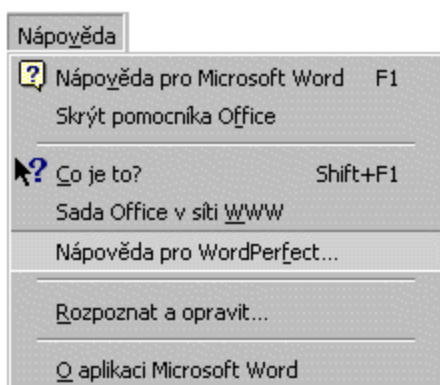 Nápověda
Nápověda pro Microsoft Word F1
Skrýt pomocníka Office
Co je to? Shift+F1
Sada Office v síti WWW
Nápověda pro WordPerfect...
Rozpoznat a opravit...
O aplikaci Microsoft Word